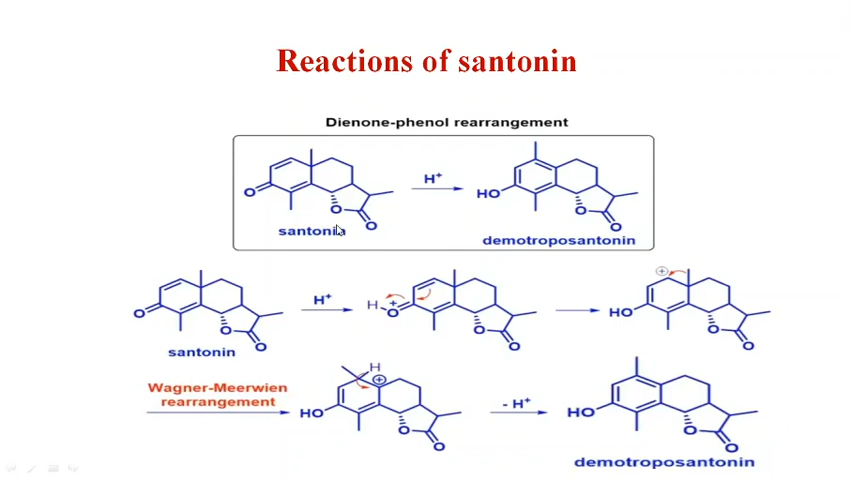 Reactions of santonin
Dienone-phenol rearrangement
O
O
O
santonin
H+
HO
O
O
demotroposantonin
O
O
O
santonin
H+
H
+
O
O
O
HO
+
O
O
Wagner-Meerwien
rearrangement
H
+
HO
O
O
- H+
HO
O
O
demotroposantonin